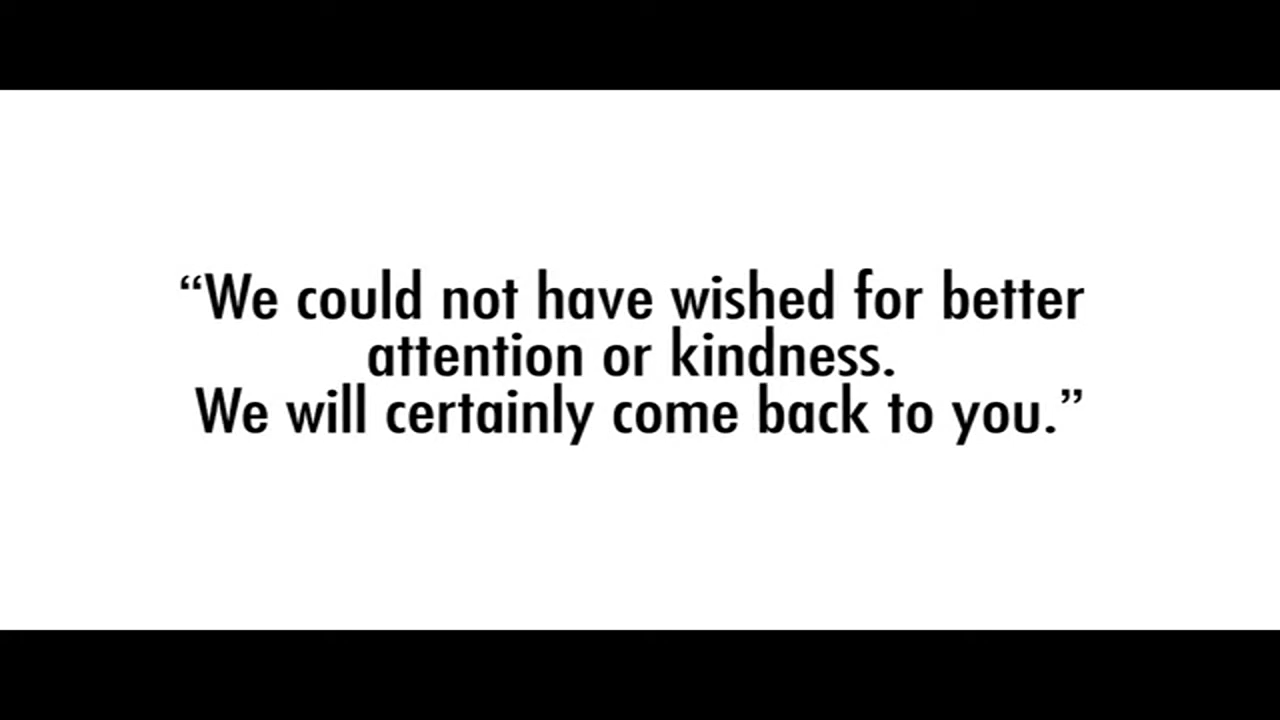 “We could not have wished for better
attention or kindness.
We will certainly come back to you.”